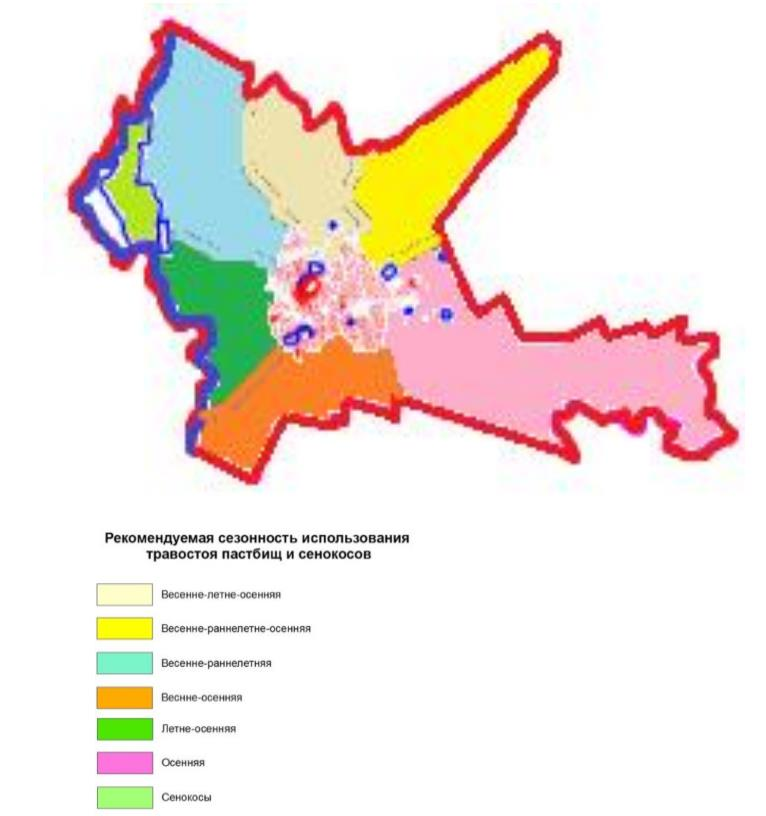 Рекомендуемая сезонность использования
травостоя пастбищ и сенокосов
Весенне-летне-осенняя
Весенне-раннелетне-осенняя
Весенне-раннелетняя
Веснне-осенняя
Летне-осенняя
Осенняя
Сенокосы